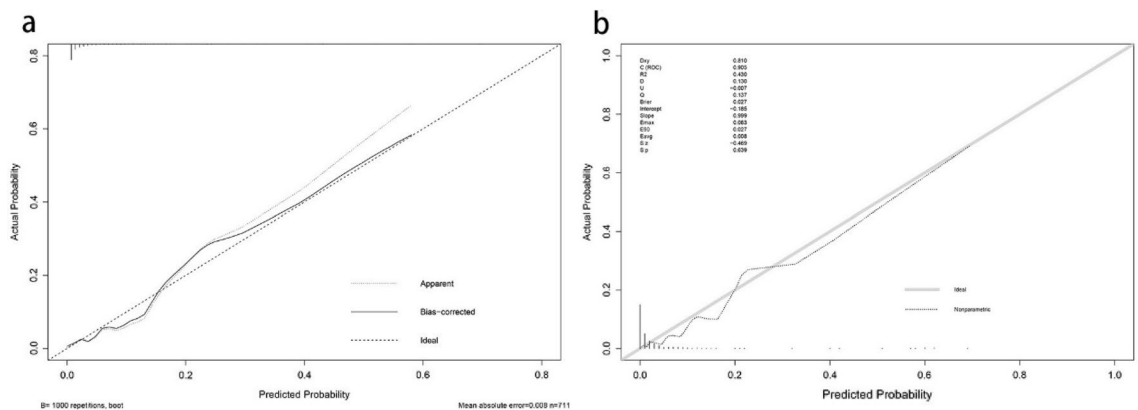 a
0.8
0.6
0.4
0.2
0.0
Actual Probability
Apparent
Bias-corrected
Ideal
0.0 0.2 0.4 0.6 0.8
Predicted Probability
B= 1000 repetitions, boot
Mean absolute error=0.009 n=711
b
1.0
0.8
0.6
0.4
0.2
0.0
Actual Probability
Dxy 0.810
C (ROC) 0.905
R2 0.430
D 0.130
U -0.007
Q 0.137
Brier 0.027
Intercept -0.185
Slope 0.999
Emax 0.083
E90 0.027
Eavg 0.008
S:z -0.469
S:p 0.639
Ideal
Nonparametric
0.0 0.2 0.4 0.6 0.8 1.0
Predicted Probability